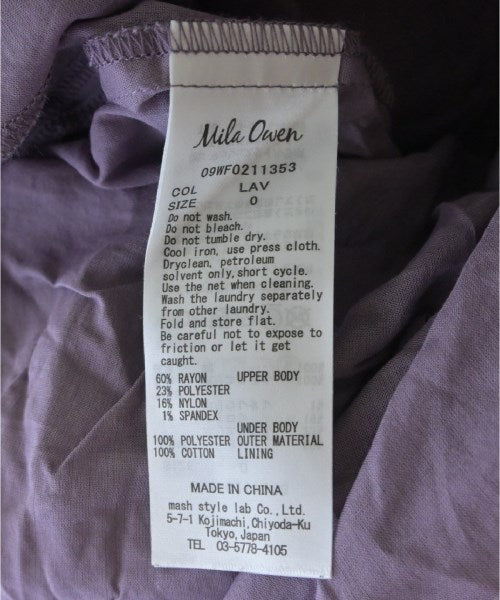 Mila Owen
09WF0211353
COL LAV
SIZE 0
Do not wash.
Do not bleach.
Do not tumble dry.
Cool iron, use press cloth.
Dryclean, petroleum
solvent only, short cycle.
Use the net when cleaning.
Wash the laundry separately
from other laundry.
Fold and store flat.
Be careful not to expose to
friction or let it get
caught.
60% RAYON UPPER BODY
23% POLYESTER
16% NYLON
1% SPANDEX
UNDER BODY
100% POLYESTER OUTER MATERIAL
100% COTTON LINING
MADE IN CHINA
mash style lab Co., Ltd.
5-7-1 Kojimachi, Chiyoda-Ku
Tokyo, Japan
TEL 03-5778-4105